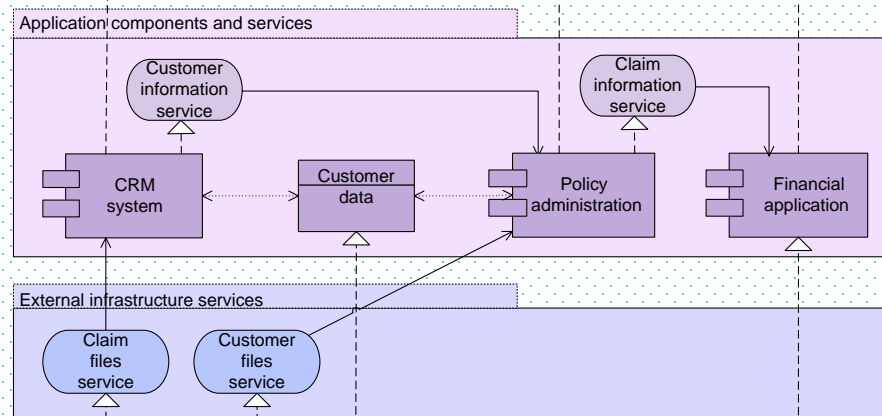 Application components and services
Customer
information
service
Claim
information
service
CRM
system
Customer
data
Policy
administration
Financial
application
External infrastructure services
Claim
files
service
Customer
files
service